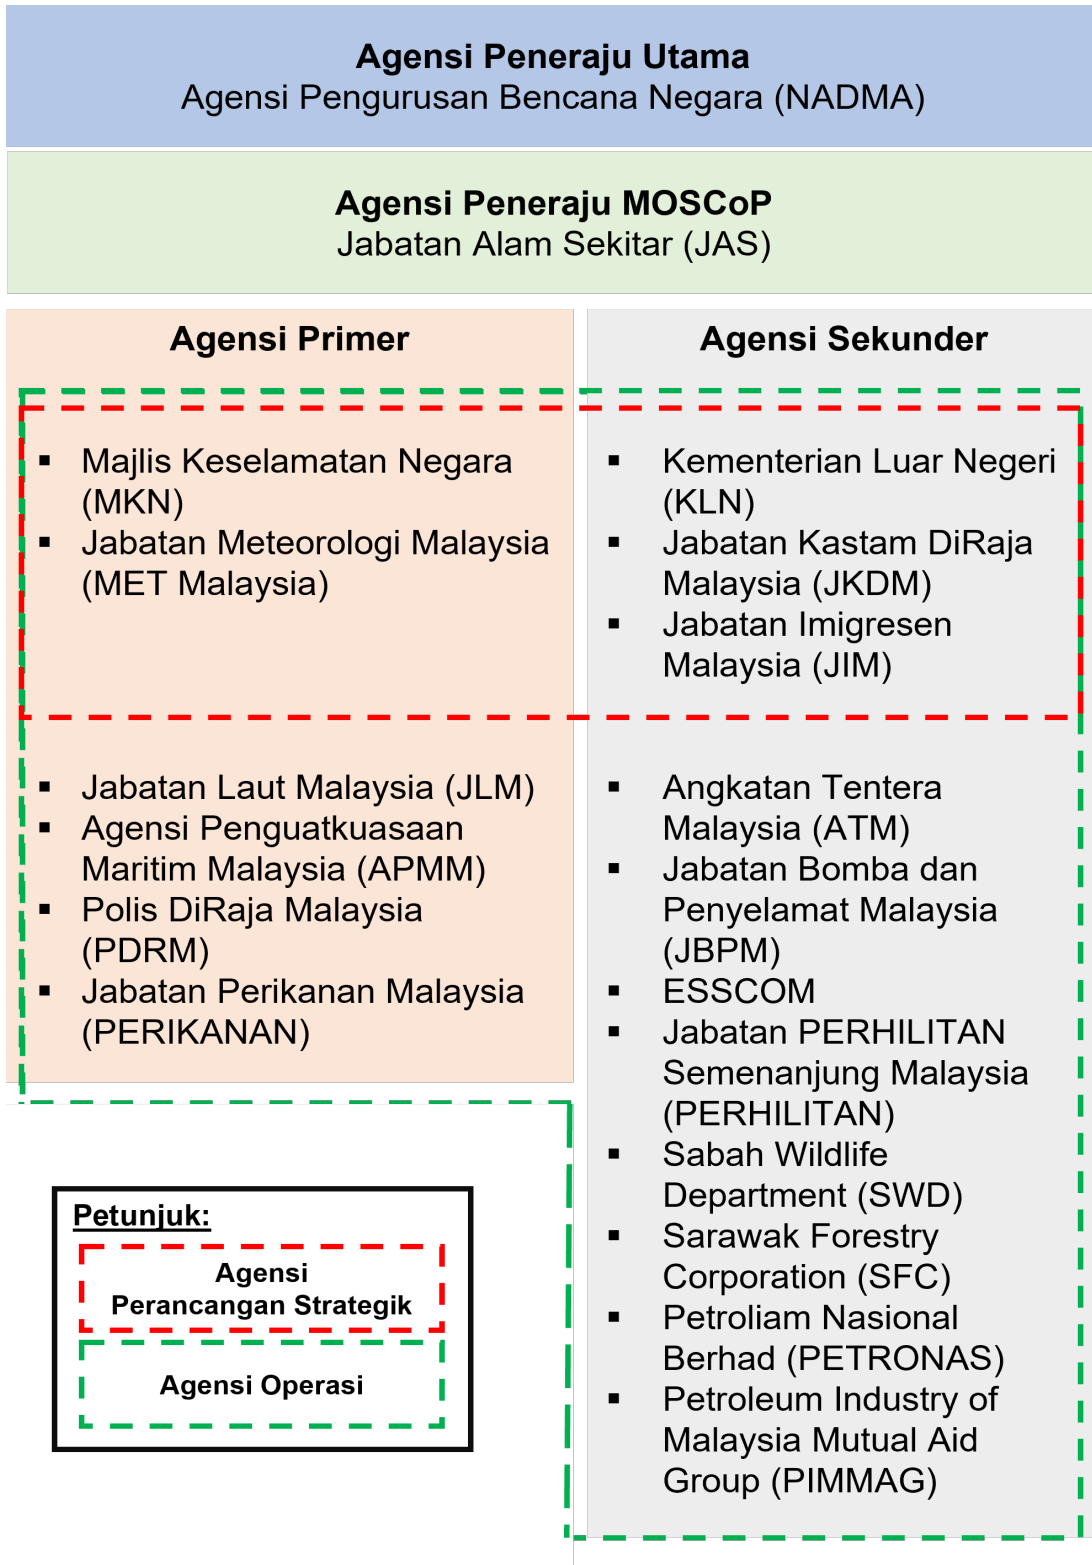 Agensi Peneraju Utama
Agensi Pengurusan Bencana Negara (NADMA)
Agensi Peneraju MOSCoP
Jabatan Alam Sekitar (JAS)
Agensi Primer
▪ Majlis Keselamatan Negara
(MKN)
▪ Jabatan Meteorologi Malaysia
(MET Malaysia)
▪ Jabatan Laut Malaysia (JLM)
▪ Agensi Penguatkuasaan
Maritim Malaysia (APMM)
▪ Polis DiRaja Malaysia
(PDRM)
▪ Jabatan Perikanan Malaysia
(PERIKANAN)
Agensi Sekunder
▪ Kementerian Luar Negeri
(KLN)
▪ Jabatan Kastam DiRaja
Malaysia (JKDM)
▪ Jabatan Imigresen
Malaysia (JIM)
▪ Angkatan Tentera
Malaysia (ATM)
▪ Jabatan Bomba dan
Penyelamat Malaysia
(JBPM)
▪ ESSCOM
▪ Jabatan PERHILITAN
Semenanjung Malaysia
(PERHILITAN)
▪ Sabah Wildlife
Department (SWD)
▪ Sarawak Forestry
Corporation (SFC)
▪ Petroliam Nasional
Berhad (PETRONAS)
▪ Petroleum Industry of
Malaysia Mutual Aid
Group (PIMMAG)
Petunjuk:
Agensi
Perancangan Strategik
Agensi Operasi